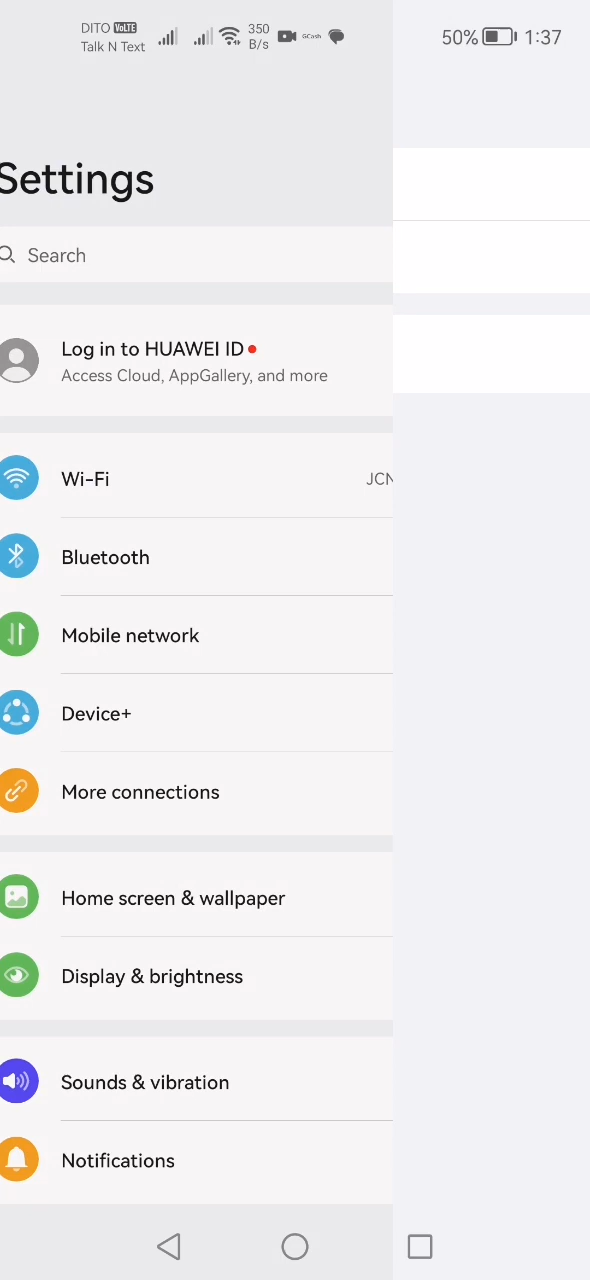 DITO VoLTE
Talk N Text
350
B/s
GCash
50%
1:37
Settings
Search
Log in to HUAWEI ID
Access Cloud, AppGallery, and more
Wi-Fi
JCN
Bluetooth
Mobile network
Device+
More connections
Home screen & wallpaper
Display & brightness
Sounds & vibration
Notifications